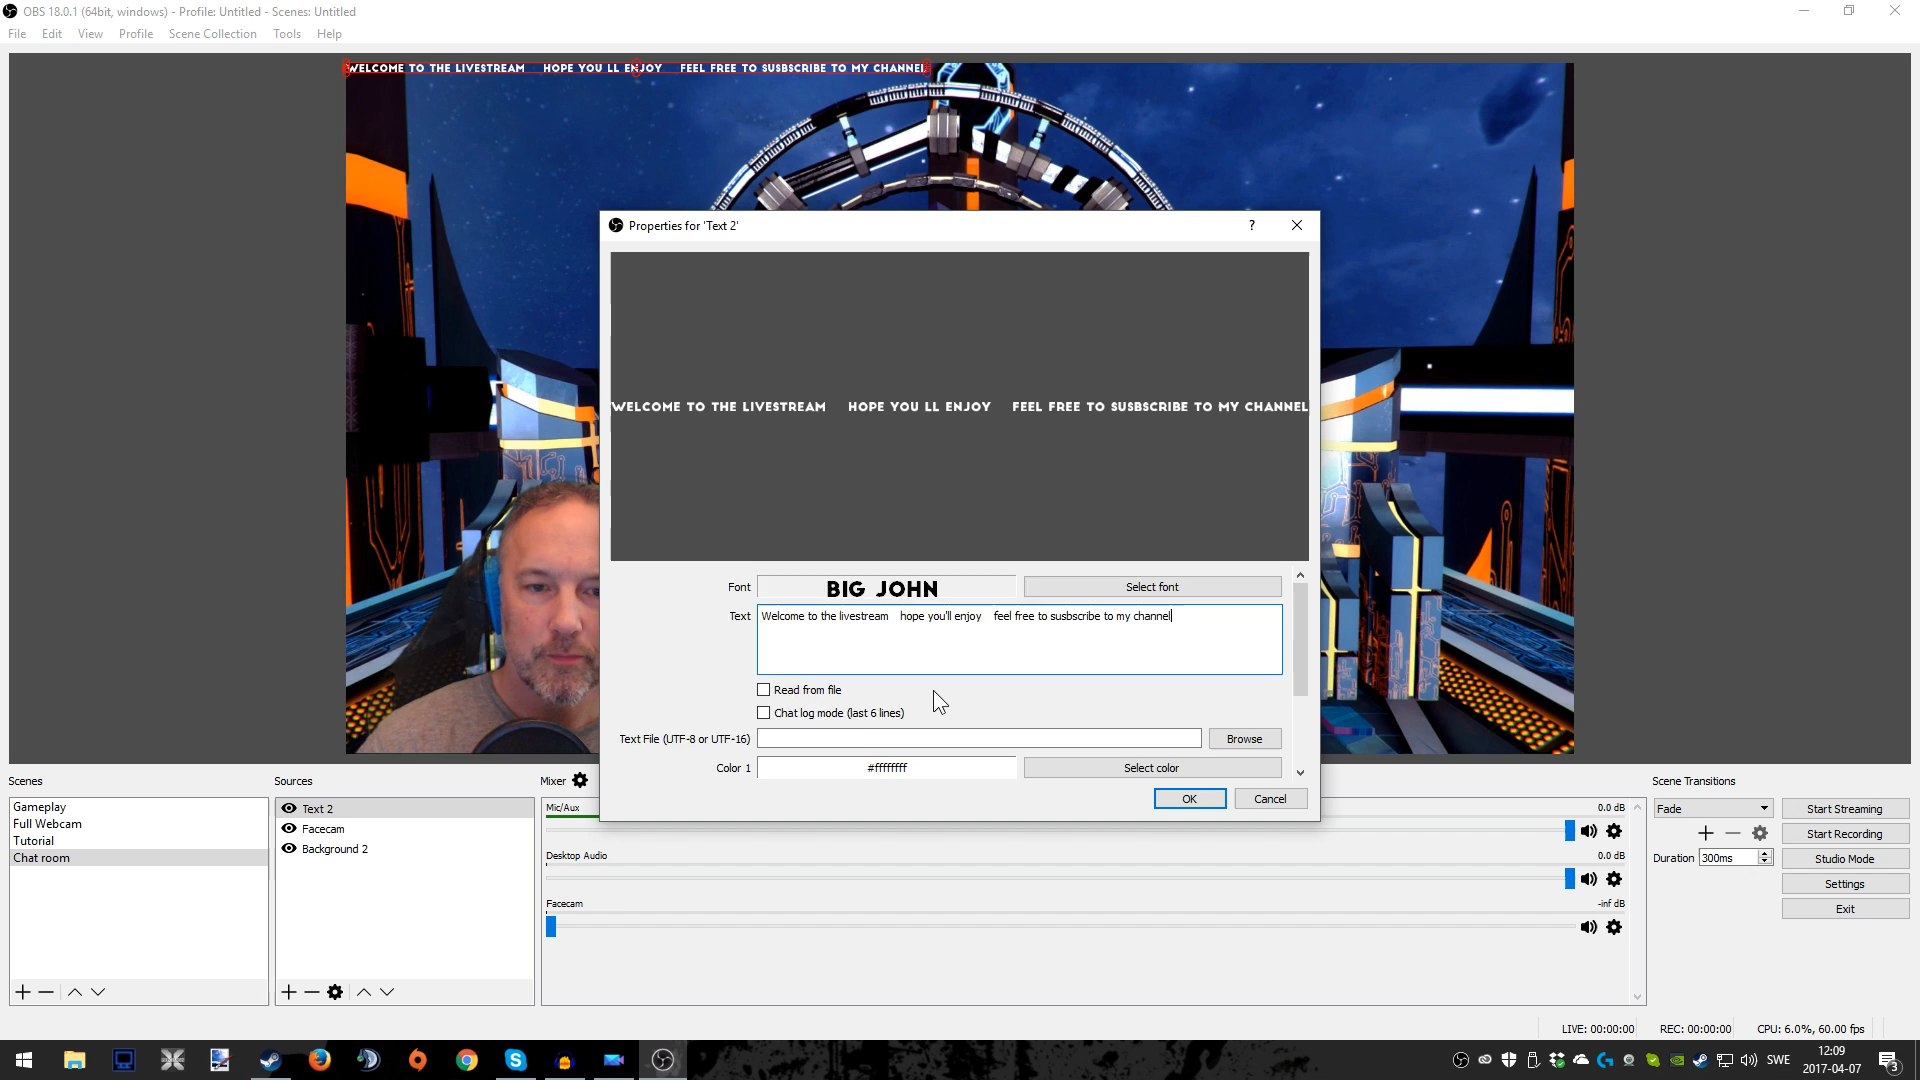 OBS 18.0.1 (64bit, windows) - Profile: Untitled - Scenes: Untitled
File Edit View Profile Scene Collection Tools Help
WELCOME TO THE LIVESTREAM HOPE YOU LL ENJOY FEEL FREE TO SUSBSCRIBE TO MY CHANNEL
Properties for 'Text 2'
?
WELCOME TO THE LIVESTREAM HOPE YOU LL ENJOY FEEL FREE TO SUSBSCRIBE TO MY CHANNEL
Font BIG JOHN Select font
Text Welcome to the livestream hope you'll enjoy feel free to susbscribe to my channel
Read from file
Chat log mode (last 6 lines)
Text File (UTF-8 or UTF-16) Browse
Color 1 #ffffffff Select color
OK Cancel
Scenes
Gameplay
Full Webcam
Tutorial
Chat room
Sources
Text 2
Facecam
Background 2
Mixer
Mic/Aux 0.0 dB
Desktop Audio 0.0 dB
Facecam -inf dB
Scene Transitions
Fade
Duration 300ms
Start Streaming
Start Recording
Studio Mode
Settings
Exit
LIVE: 00:00:00 REC: 00:00:00 CPU: 6.0%, 60.00 fps
SWE
12:09
2017-04-07
3